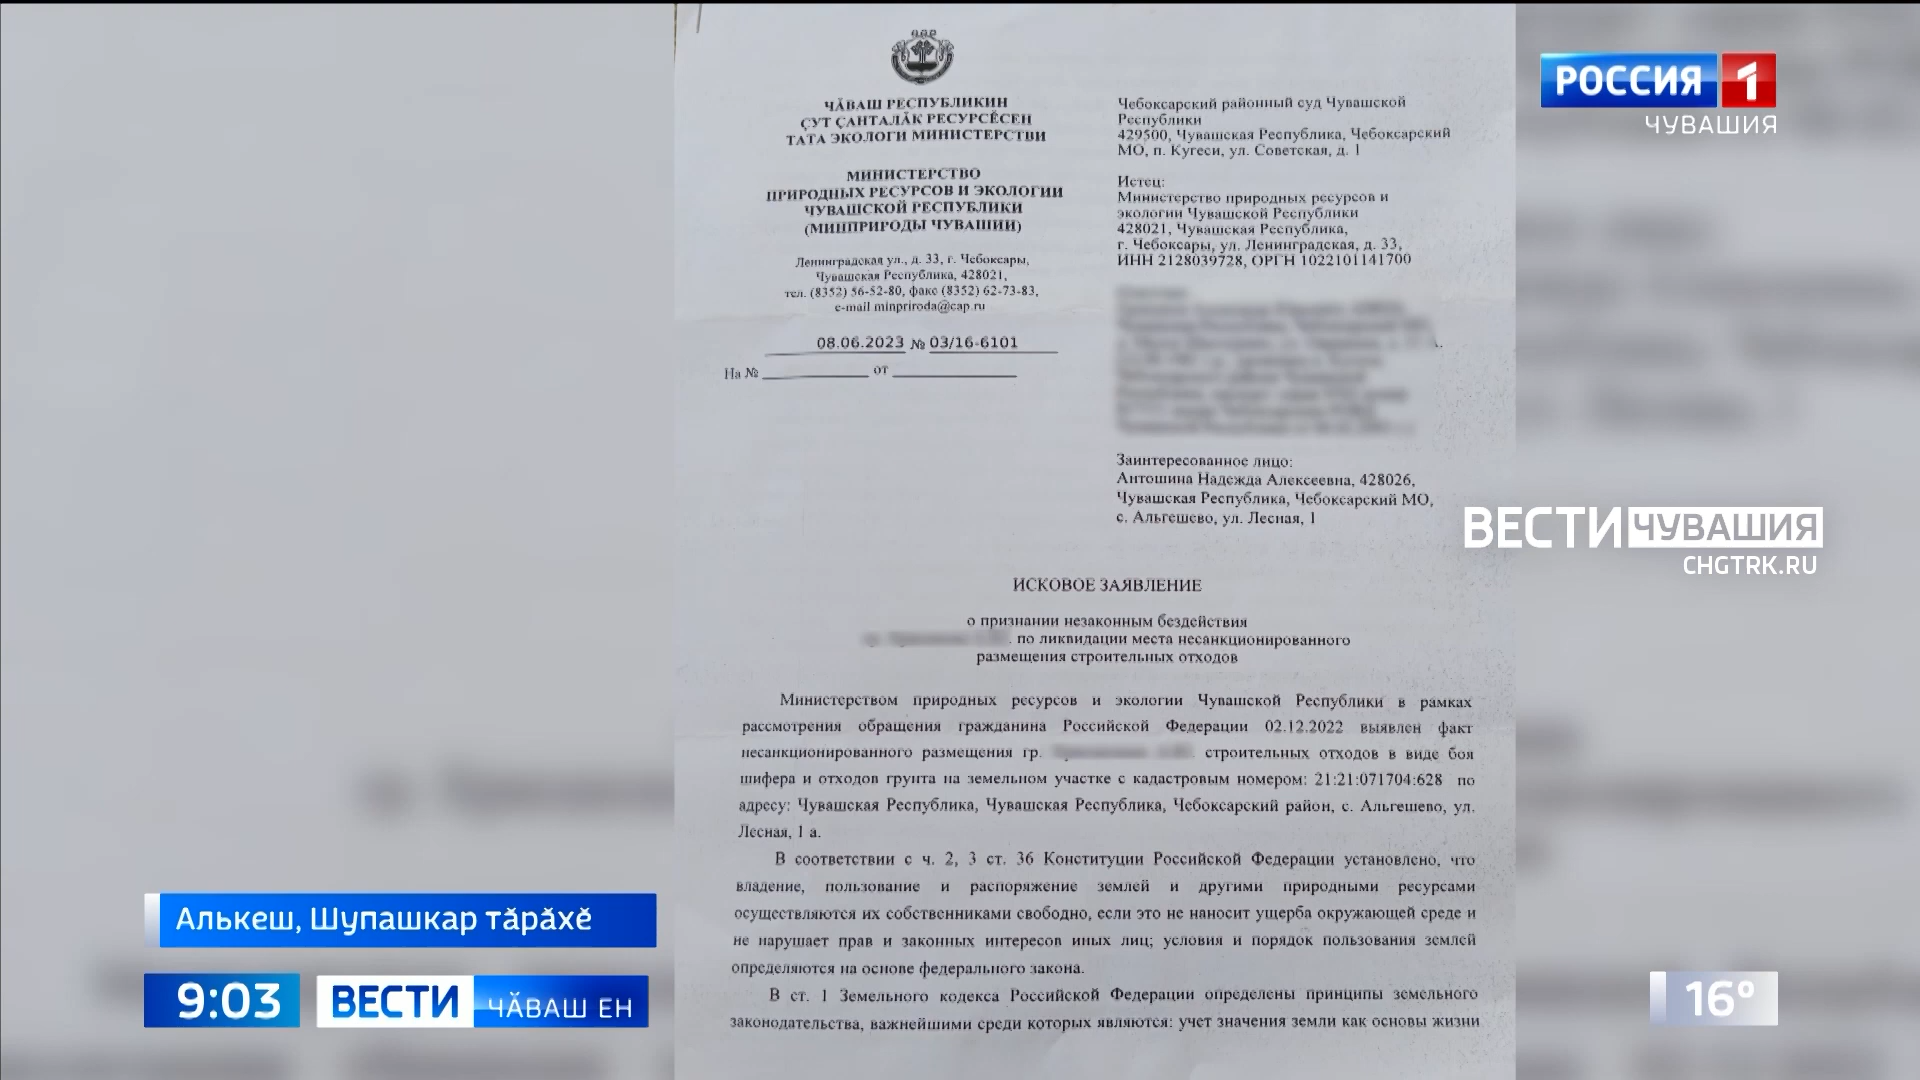 ЧӐВАШ РЕСПУБЛИКИН
ҪУТ ҪАНТАЛӐК РЕСУРСӖСЕН
ТАТА ЭКОЛОГИ МИНИСТЕРСТВИ
МИНИСТЕРСТВО
ПРИРОДНЫХ РЕСУРСОВ И ЭКОЛОГИИ
ЧУВАШСКОЙ РЕСПУБЛИКИ
(МИНПРИРОДЫ ЧУВАШИИ)
Ленинградская ул., д. 33, г. Чебоксары,
Чувашская Республика, 428021,
тел. (8352) 56-52-80, факс (8352) 62-73-83,
e-mail minpriroda@cap.ru
08.06.2023 № 03/16-6101
На № от
Чебоксарский районный суд Чувашской
Республики
429500, Чувашская Республика, Чебоксарский
МО, п. Кугеси, ул. Советская, д. 1
Истец:
Министерство природных ресурсов и
экологии Чувашской Республики
428021, Чувашская Республика,
г. Чебоксары, ул. Ленинградская, д. 33,
ИНН 2128039728, ОРГН 1022101141700
Заинтересованное лицо:
Антошина Надежда Алексеевна, 428026,
Чувашская Республика, Чебоксарский МО,
с. Альгешево, ул. Лесная, 1
ИСКОВОЕ ЗАЯВЛЕНИЕ
о признании незаконным бездействия
по ликвидации места несанкционированного
размещения строительных отходов
Министерством природных ресурсов и экологии Чувашской Республики в рамках
рассмотрения обращения гражданина Российской Федерации 02.12.2022 выявлен факт
несанкционированного размещения гр. строительных отходов в виде боя
шифера и отходов грунта на земельном участке с кадастровым номером: 21:21:071704:628 по
адресу: Чувашская Республика, Чувашская Республика, Чебоксарский район, с. Альгешево, ул.
Лесная, 1 а.
В соответствии с ч. 2, 3 ст. 36 Конституции Российской Федерации установлено, что
владение, пользование и распоряжение землей и другими природными ресурсами
осуществляются их собственниками свободно, если это не наносит ущерба окружающей среде и
не нарушает прав и законных интересов иных лиц; условия и порядок пользования землей
определяются на основе федерального закона.
В ст. 1 Земельного кодекса Российской Федерации определены принципы земельного
законодательства, важнейшими среди которых являются: учет значения земли как основы жизни
РОССИЯ 1
ЧУВАШИЯ
ВЕСТИ ЧУВАШИЯ
CHGTRK.RU
Алькеш, Шупашкар тӑрӑхӗ
9:03 ВЕСТИ ЧӐВАШ ЕН
16°